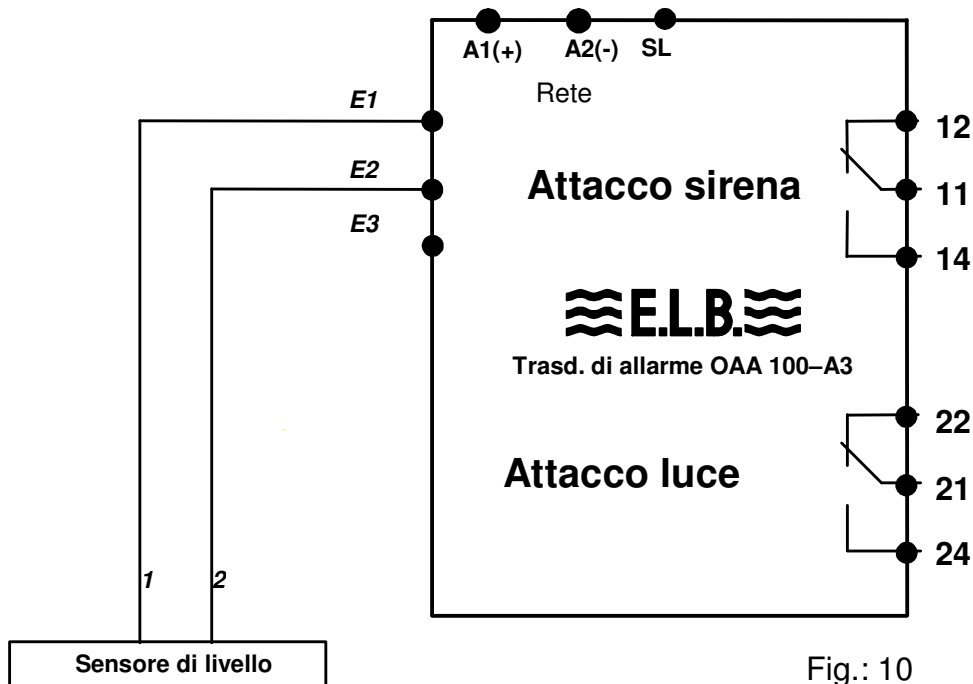 A1(+) A2(-) SL
Rete
E1
E2
E3
12
Attacco sirena
11
14
E.L.B.
Trasd. di allarme OAA 100–A3
22
Attacco luce
21
24
1 2
Sensore di livello
Fig.: 10